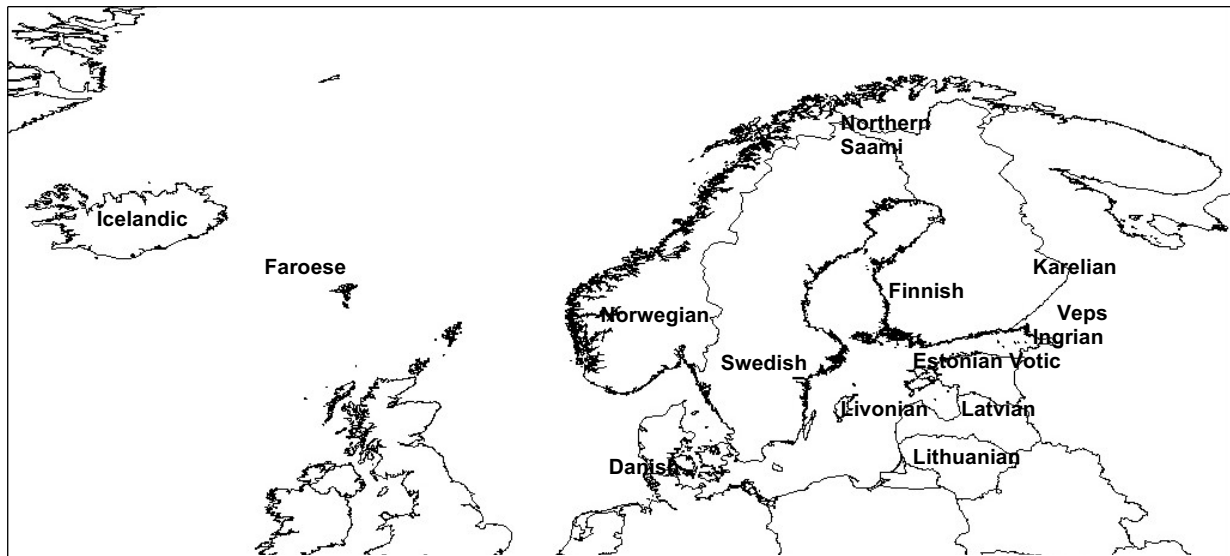 Northern
Saami
Icelandic
Faroese
Karelian
Finnish
Norwegian
Veps
Ingrian
Swedish
Estonian Votic
Livonian
Latvian
Lithuanian
Danish